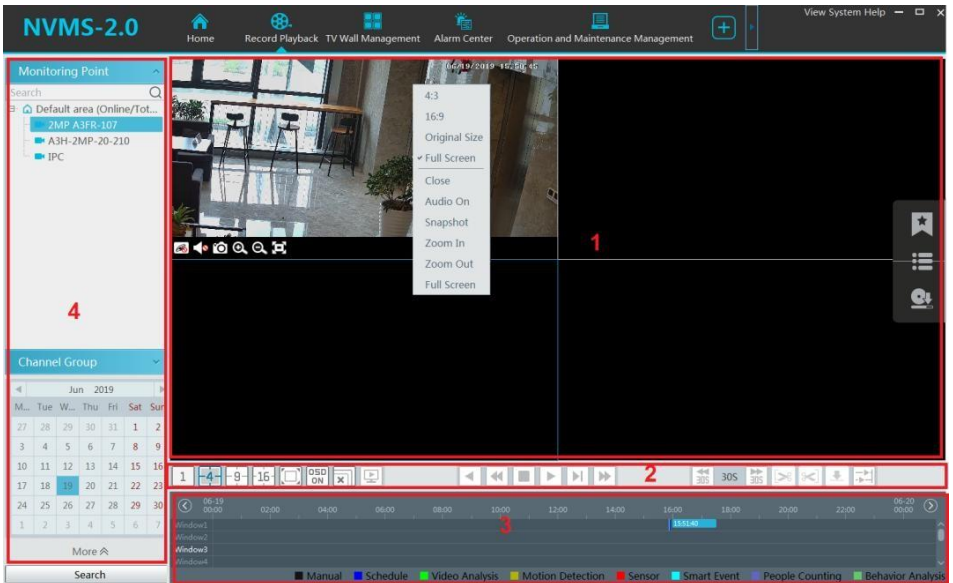 NVMS-2.0
View System Help
Home Record Playback TV Wall Management Alarm Center Operation and Maintenance Management
Monitoring Point
Search
Default area (Online/Tot...
2MP A3FR-107
A3H-2MP-20-210
IPC
4
06/19/2019 15:50:45
4:3
16:9
Original Size
Full Screen
Close
Audio On
Snapshot
Zoom In
Zoom Out
Full Screen
1
Channel Group
Jun 2019
M... Tue W... Thu Fri Sat Sun
27 28 29 30 31 1 2
3 4 5 6 7 8 9
10 11 12 13 14 15 16
17 18 19 20 21 22 23
24 25 26 27 28 29 30
1 2 3 4 5 6 7
More
Search
1 4 9 16 OSD ON 2 30S 30S 30S
06-19 06-20
00:00 02:00 04:00 06:00 08:00 10:00 12:00 14:00 16:00 18:00 20:00 22:00 00:00
Window1 15:51:40
Window2
3
Window3
Window4
Manual Schedule Video Analysis Motion Detection Sensor Smart Event People Counting Behavior Analysis